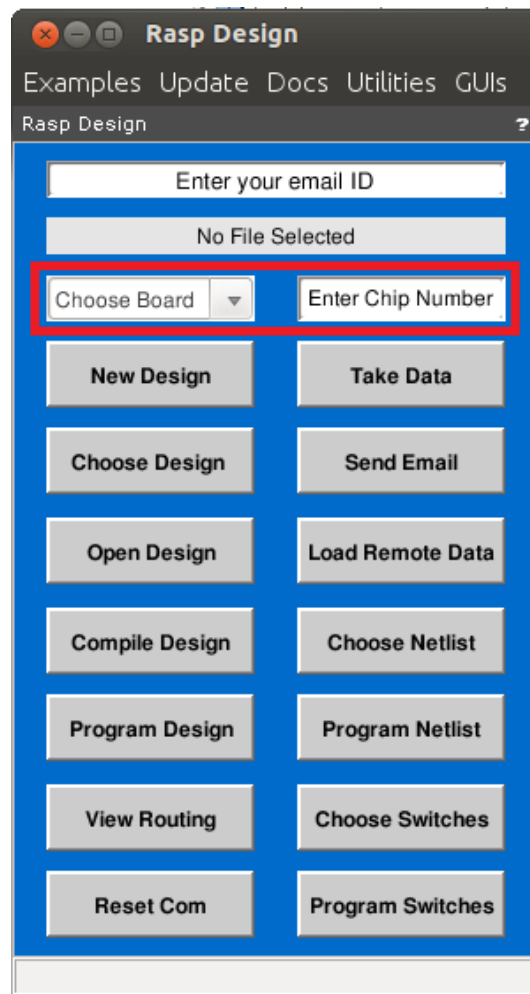 Rasp Design
Examples Update Docs Utilities GUIs
Rasp Design ?
Enter your email ID
No File Selected
Choose Board Enter Chip Number
New Design Take Data
Choose Design Send Email
Open Design Load Remote Data
Compile Design Choose Netlist
Program Design Program Netlist
View Routing Choose Switches
Reset Com Program Switches